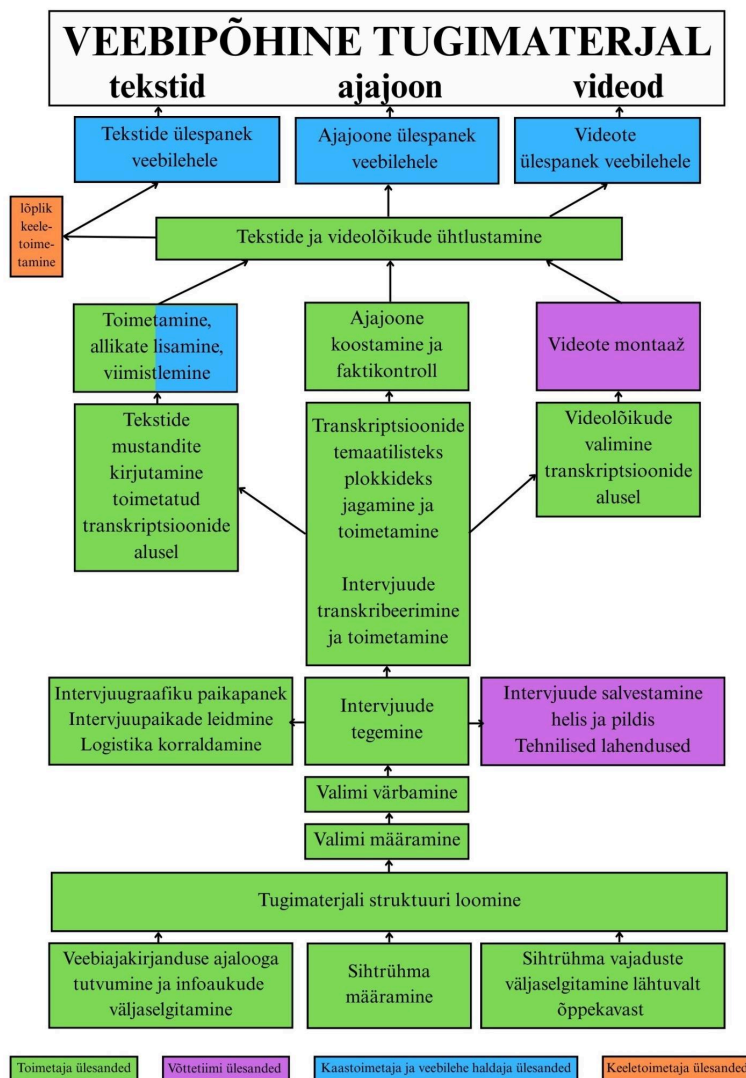 VEEBIPÕHINE TUGIMATERJAL
tekstid ajajoon videod
Tekstide ülespanek
veebilehele
Ajajoone ülespanek
veebilehele
Videote
ülespanek veebilehele
lõplik
keele-
toime-
tamine
Tekstide ja videolõikude ühtlustamine
Toimetamine,
allikate lisamine,
viimistlemine
Ajajoone
koostamine ja
faktikontroll
Videote montaaž
Tekstide
mustandite
kirjutamine
toimetatud
transkriptsioonide
alusel
Transkriptsioonide
temaatilisteks
plokkideks
jagamine ja
toimetamine
Intervjuude
transkribeerimine
ja toimetamine
Videolõikude
valimine
transkriptsioonide
alusel
Intervjuugraafiku paikapanek
Intervjuupaikade leidmine
Logistika korraldamine
Intervjuude
tegemine
Intervjuude salvestamine
helis ja pildis
Tehnilised lahendused
Valimi värbamine
Valimi määramine
Tugimaterjali struktuuri loomine
Veebiajakirjanduse ajalooga
tutvumine ja infoaukude
väljaselgitamine
Sihtrühma
määramine
Sihtrühma vajaduste
väljaselgitamine lähtuvalt
õppekavast
Toimetaja ülesanded
Võttetiimi ülesanded
Kaastoimetaja ja veebilehe haldaja ülesanded
Keeletoimetaja ülesanded